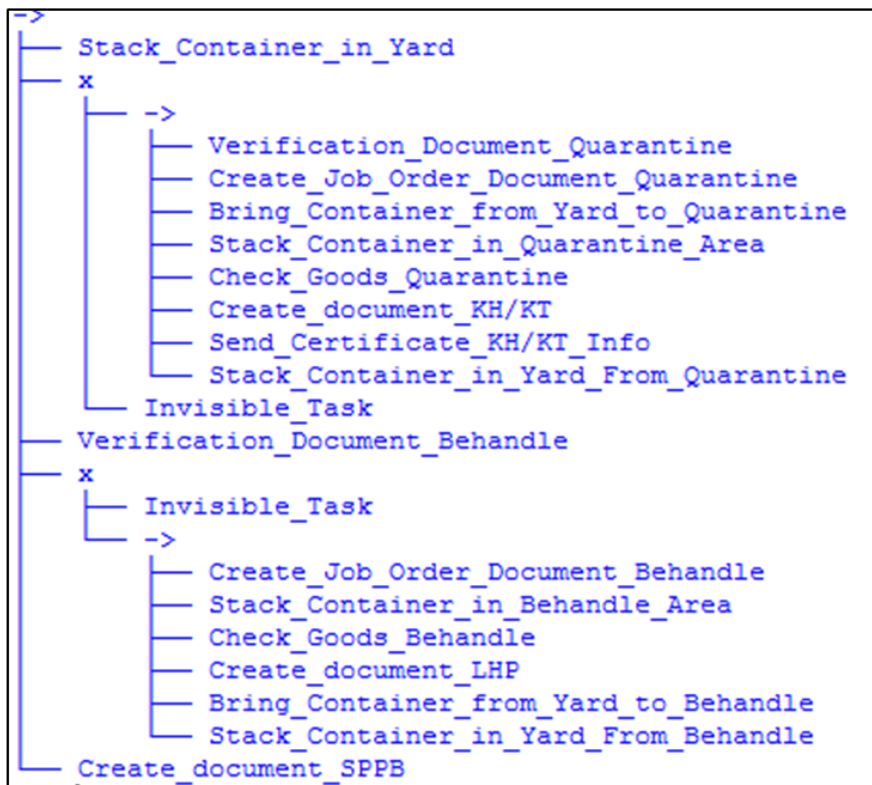 ->
Stack_Container_in_Yard
x
->
Verification_Document_Quarantine
Create_Job_Order_Document_Quarantine
Bring_Container_from_Yard_to_Quarantine
Stack_Container_in_Quarantine_Area
Check_Goods_Quarantine
Create_document_KH/KT
Send_Certificate_KH/KT_Info
Stack_Container_in_Yard_From_Quarantine
Invisible_Task
Verification_Document_Behandle
x
Invisible_Task
->
Create_Job_Order_Document_Behandle
Stack_Container_in_Behandle_Area
Check_Goods_Behandle
Create_document_LHP
Bring_Container_from_Yard_to_Behandle
Stack_Container_in_Yard_From_Behandle
Create_document_SPPB